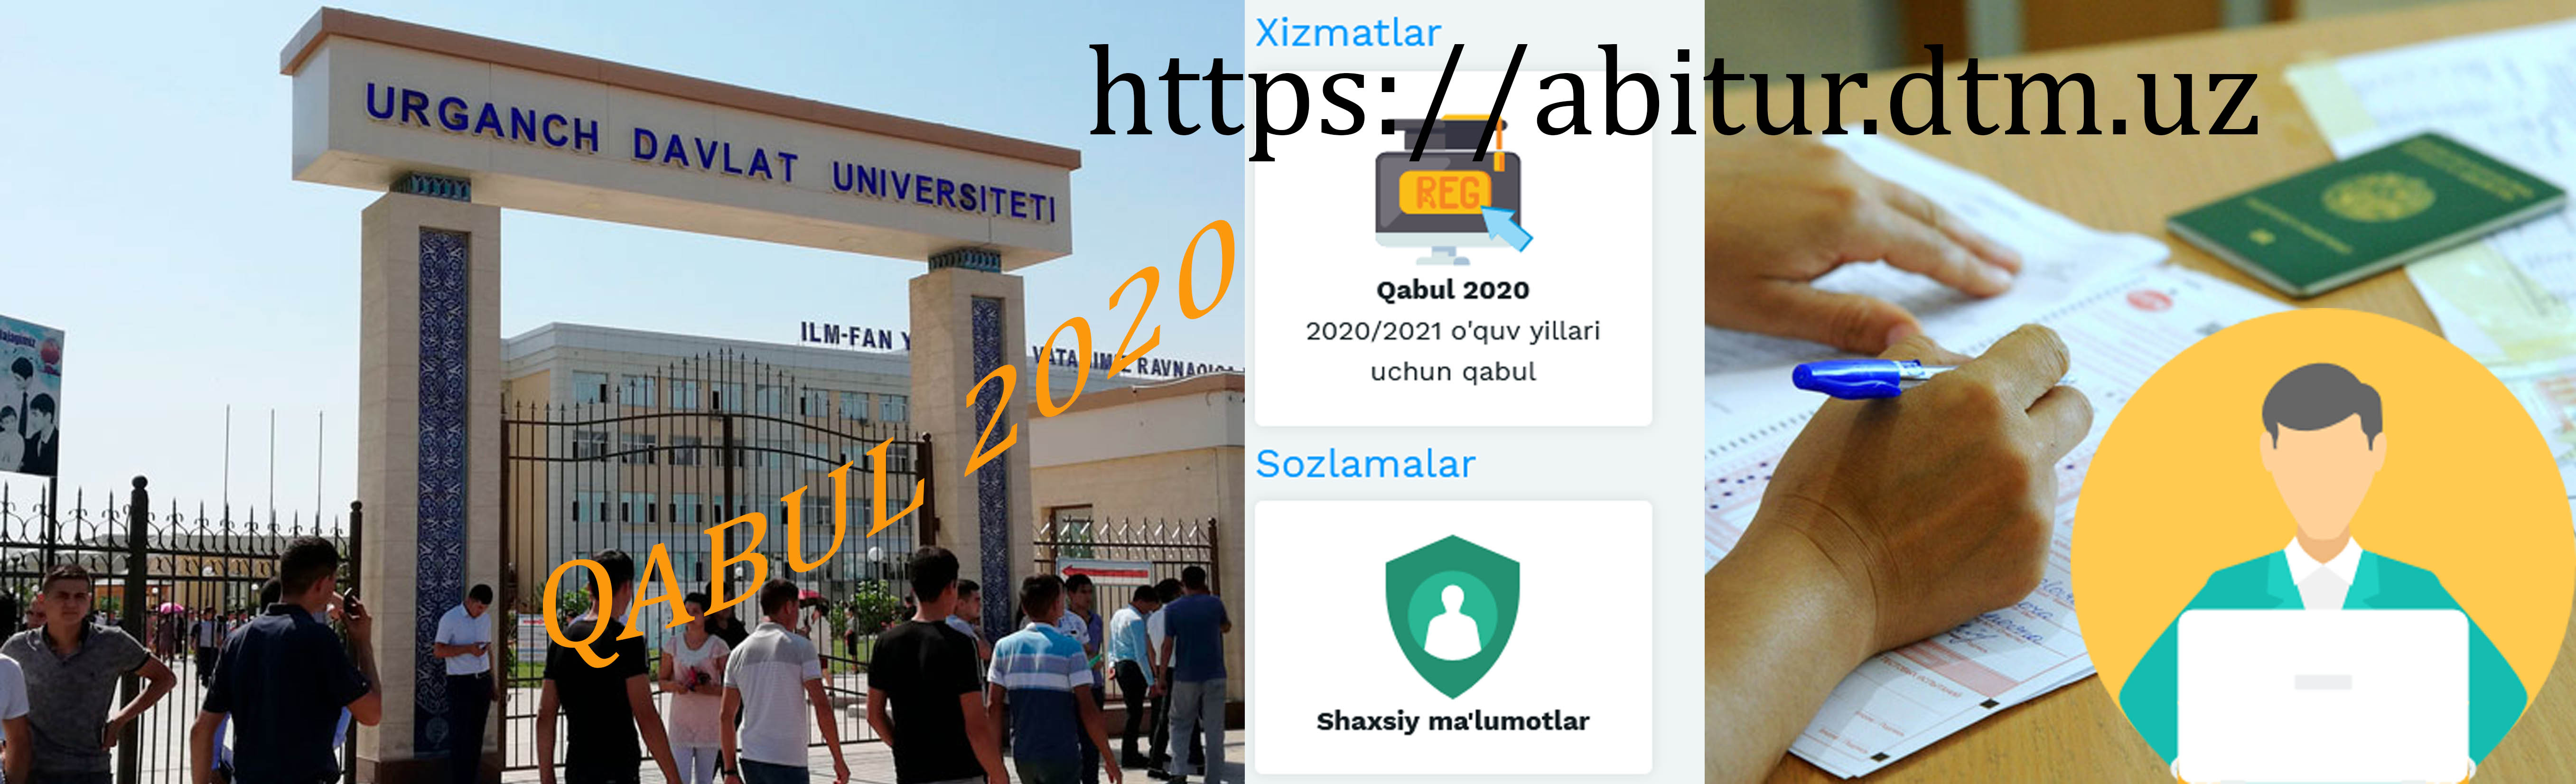 URGANCH DAVLAT UNIVERSITETI
ILM-FAN
QABUL 2020
Xizmatlar
https://abitur.dtm.uz
REG
Qabul 2020
2020/2021 o'quv yillari
uchun qabul
Sozlamalar
Shaxsiy ma'lumotlar